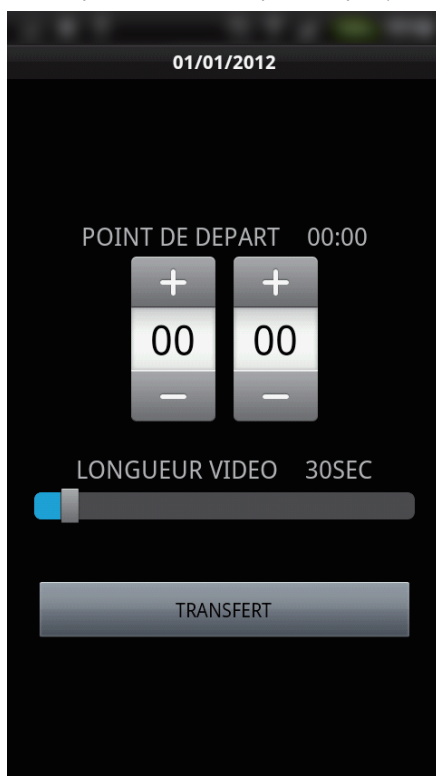 01/01/2012
POINT DE DEPART 00:00
+ +
00 00
− −
LONGUEUR VIDEO 30SEC
TRANSFERT